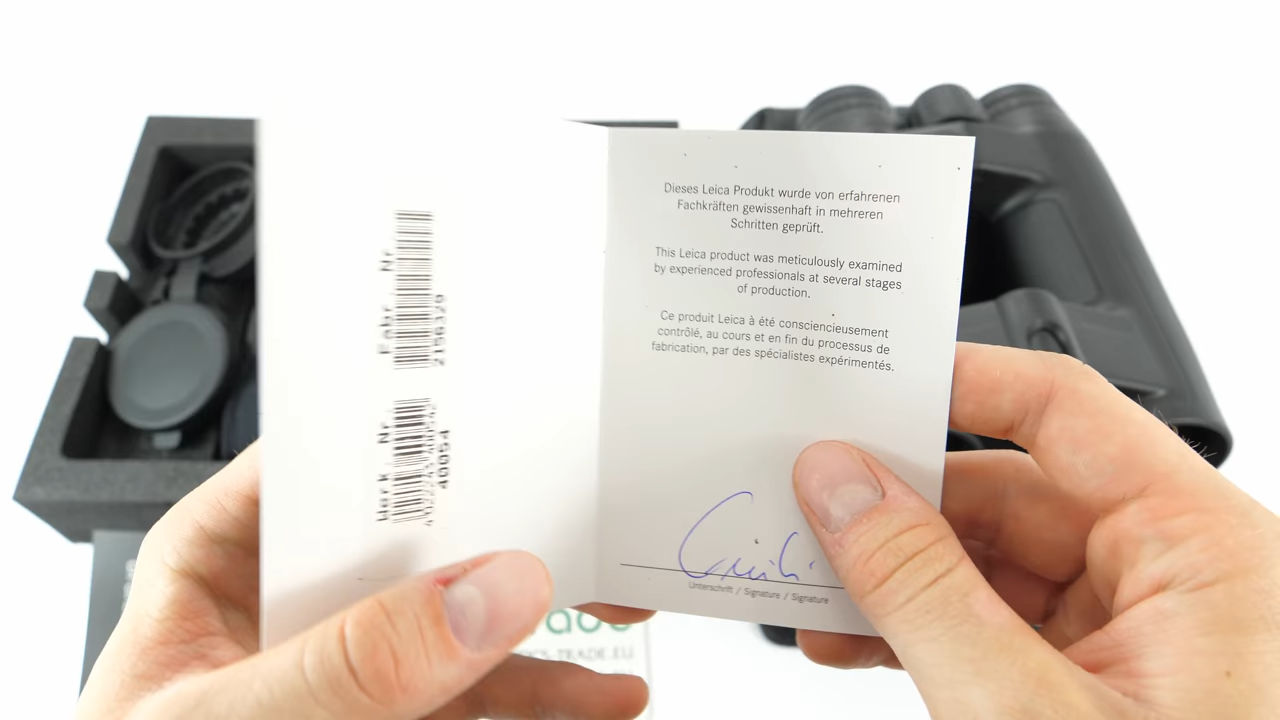 Fabr. Nr.
Werk. Nr.
40054
Dieses Leica Produkt wurde von erfahrenen
Fachkräften gewissenhaft in mehreren
Schritten geprüft.
This Leica product was meticulously examined
by experienced professionals at several stages
of production.
Ce produit Leica à été consciencieusement
contrôlé, au cours et en fin du processus de
fabrication, par des spécialistes expérimentés.
Unterschrift / Signature / Signature